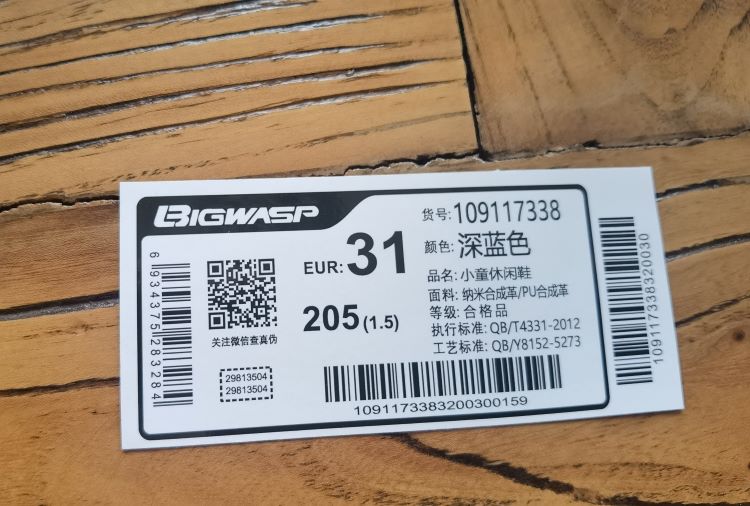 BIGWASP
6934375283284
EUR: 31
205 (1.5)
关注微信查真伪
29813504
29813504
货号: 109117338
颜色: 深蓝色
品名: 小童休闲鞋
面料: 纳米合成革/PU合成革
等级: 合格品
执行标准: QB/T4331-2012
工艺标准: QB/Y8152-5273
1091173383200300159
109117338320030